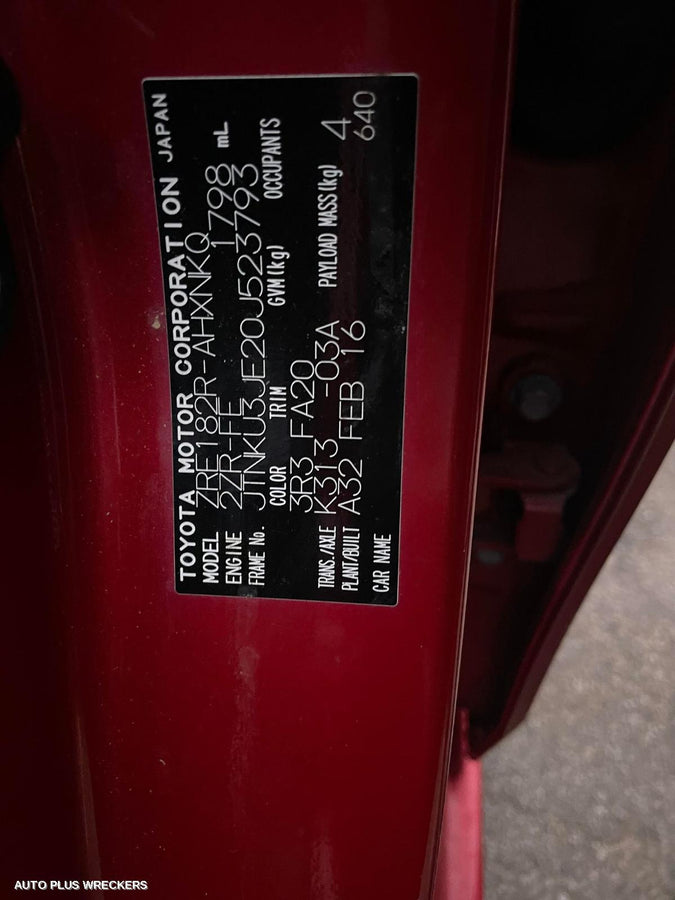 TOYOTA MOTOR CORPORATION JAPAN
MODEL ZRE182R-AHXNKQ
ENGINE 2ZR-FE 1798 mL
FRAME No. JTNKU3JE20J523793
COLOR TRIM GVM(kg) OCCUPANTS
3R3 FA20 4
TRANS./AXLE K313 -03A PAYLOAD MASS(kg) 640
PLANT/BUILT A32 FEB 16
CAR NAME
AUTO PLUS WRECKERS